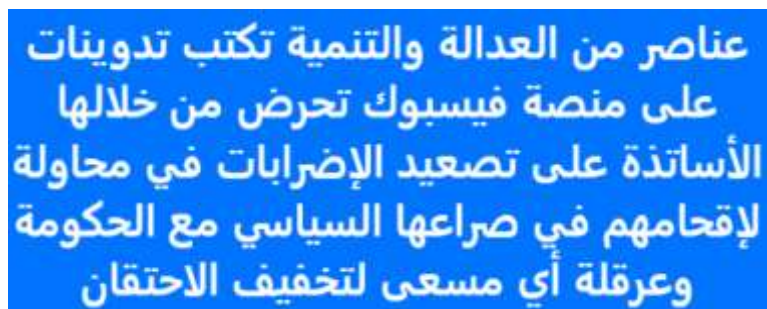 عناصر من العدالة والتنمية تكتب تدوينات
على منصة فيسبوك تحرض من خلالها
الأساتذة على تصعيد الإضرابات في محاولة
لإقحامهم في صراعها السياسي مع الحكومة
وعرقلة أي مسعى لتخفيف الاحتقان